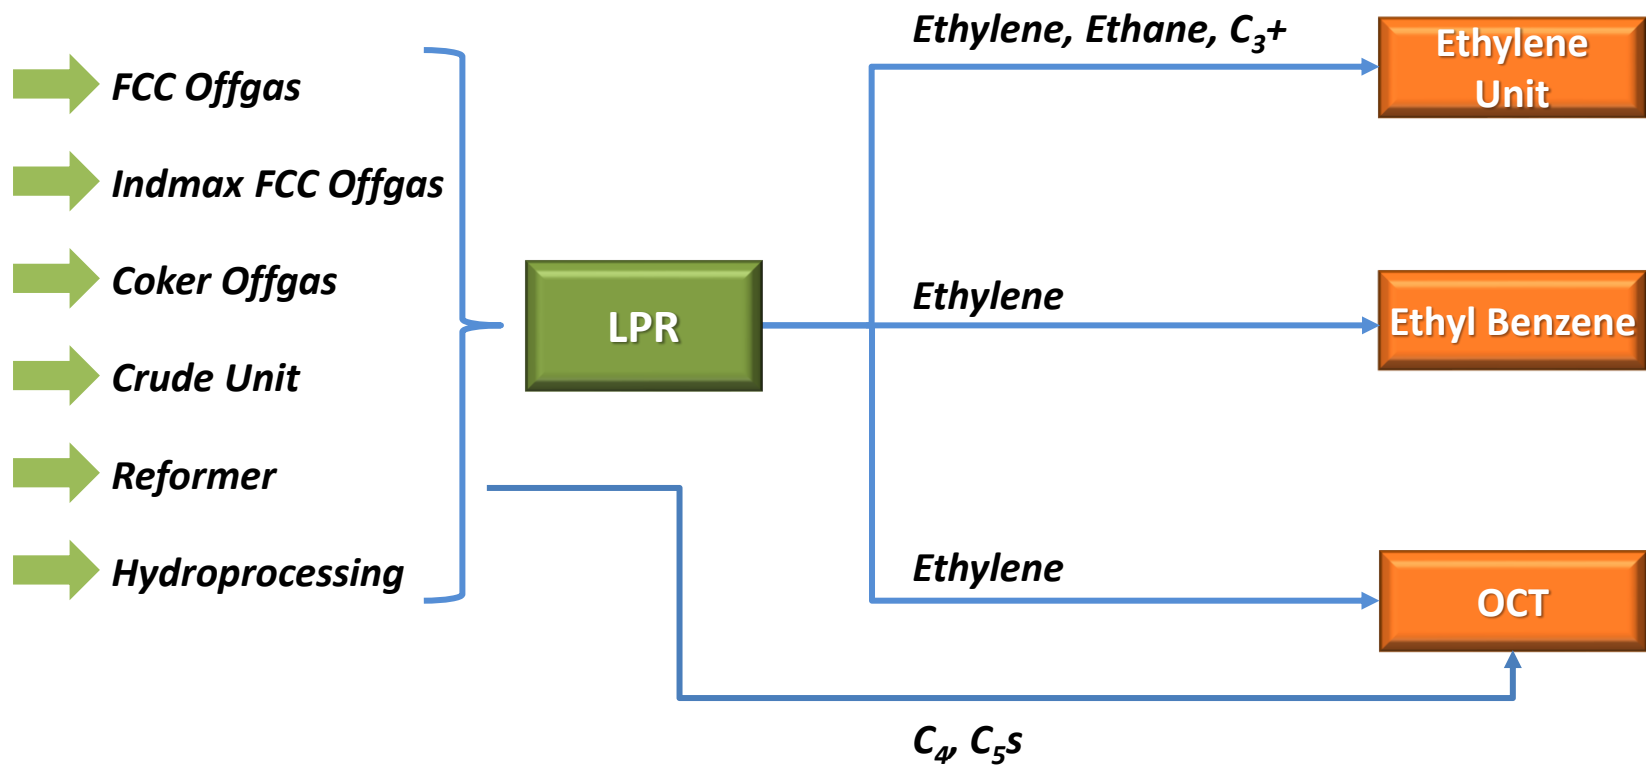 FCC Offgas
Indmax FCC Offgas
Coker Offgas
Crude Unit
Reformer
Hydroprocessing
LPR
Ethylene, Ethane, C₃+
Ethylene
Unit
Ethylene
Ethyl Benzene
Ethylene
OCT
C₄, C₅s